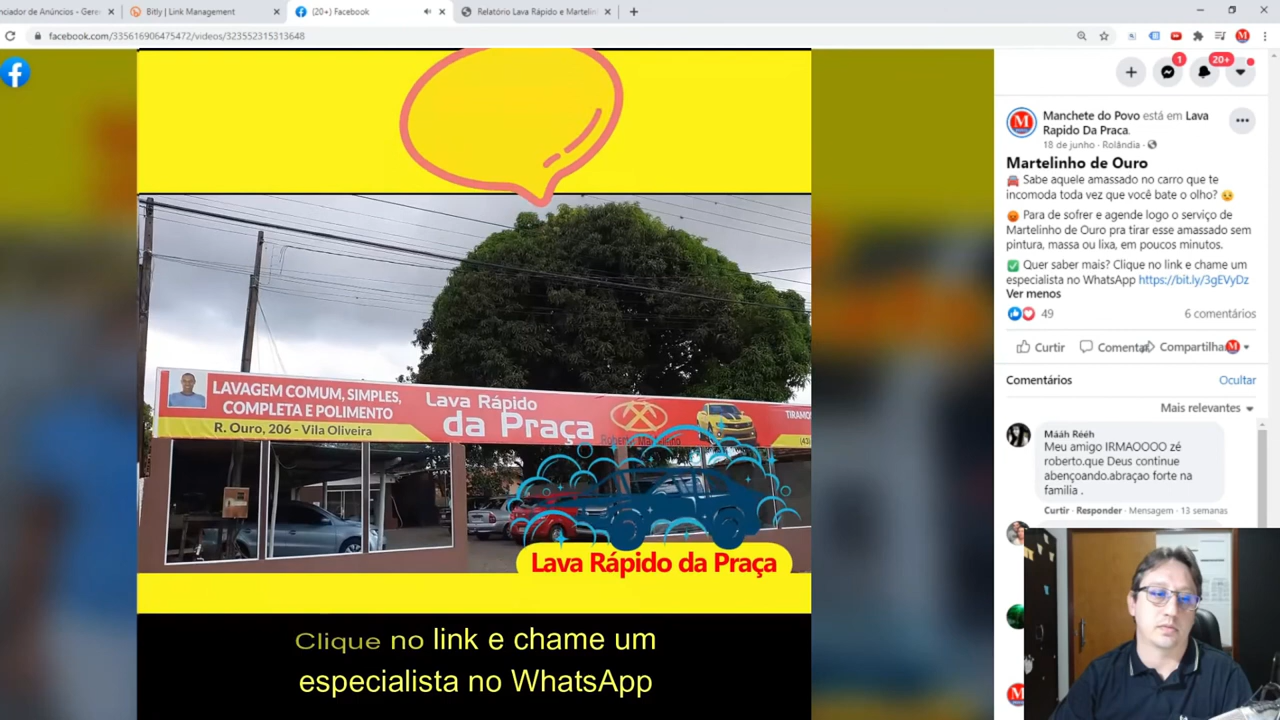 nciador de Anúncios - Geren
Bitly | Link Management
(20+) Facebook
Relatório Lava Rápido e Martelin
facebook.com/335616906475472/videos/323552315313648
1
20+
M
Manchete do Povo está em Lava
Rapido Da Praca.
18 de junho · Rolândia ·
Martelinho de Ouro
Sabe aquele amassado no carro que te
incomoda toda vez que você bate o olho?
Para de sofrer e agende logo o serviço de
Martelinho de Ouro pra tirar esse amassado sem
pintura, massa ou lixa, em poucos minutos.
Quer saber mais? Clique no link e chame um
especialista no WhatsApp https://bit.ly/3gEVyDz
Ver menos
49
6 comentários
Curtir
Comentar
Compartilhar
Comentários
Ocultar
Mais relevantes
Mááh Rééh
Meu amigo IRMAOOOO zé
roberto.que Deus continue
abençoando.abraçao forte na
familia .
Curtir · Responder · Mensagem · 13 semanas
LAVAGEM COMUM, SIMPLES,
COMPLETA E POLIMENTO
R. Ouro, 206 - Vila Oliveira
Lava Rápido
da Praça
Lava Rápido da Praça
Clique no link e chame um
especialista no WhatsApp